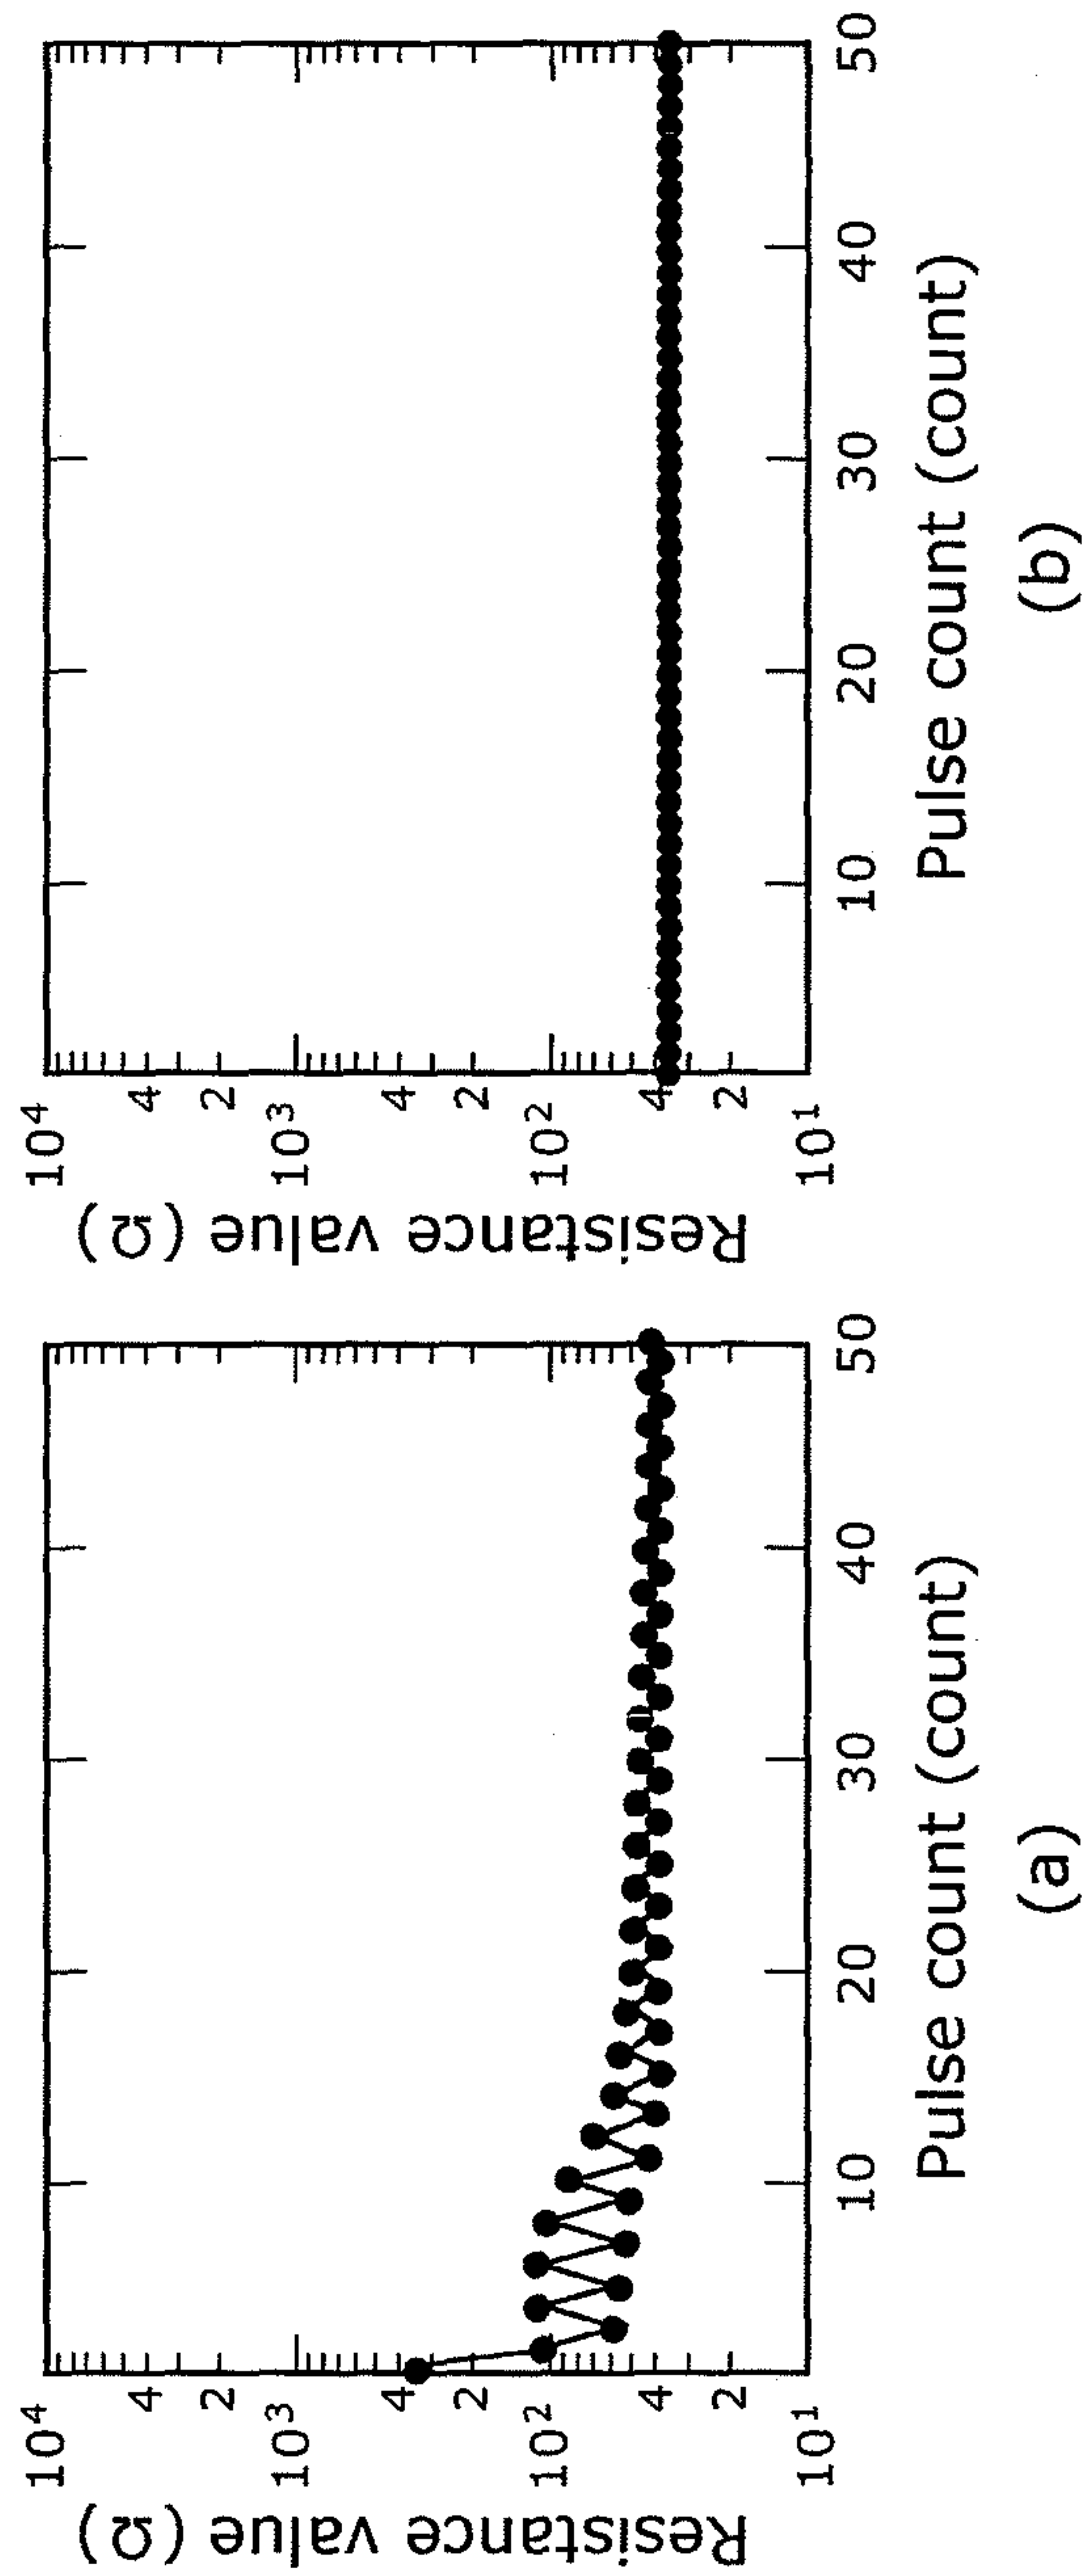 Resistance value (Ω)
10⁴
4
2
10³
4
2
10²
4
2
10¹
10 20 30 40 50
Pulse count (count)
(a)
Resistance value (Ω)
10⁴
4
2
10³
4
2
10²
4
2
10¹
10 20 30 40 50
Pulse count (count)
(b)